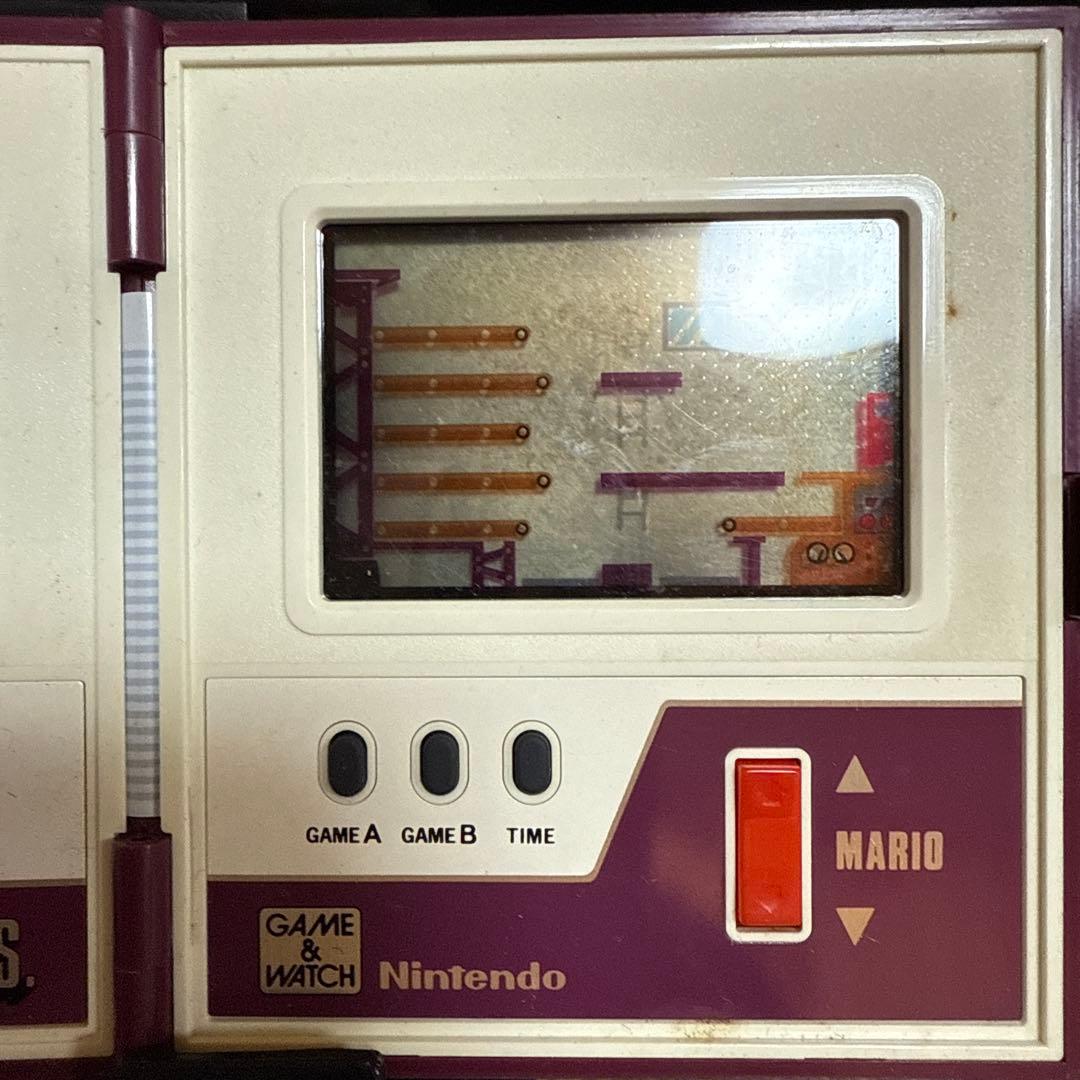 GAME A GAME B TIME
MARIO
GAME
&
WATCH
Nintendo
S.